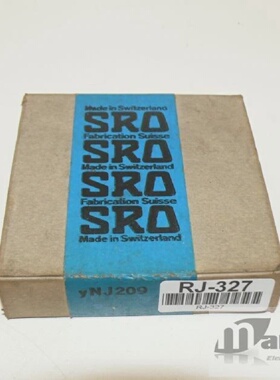 Made in Switzerland
SRO
Fabrication Suisse
SRO
Made in Switzerland
SRO
Fabrication Suisse
SRO
Made in Switzerland
yNJ209
RJ-327
RJ-327